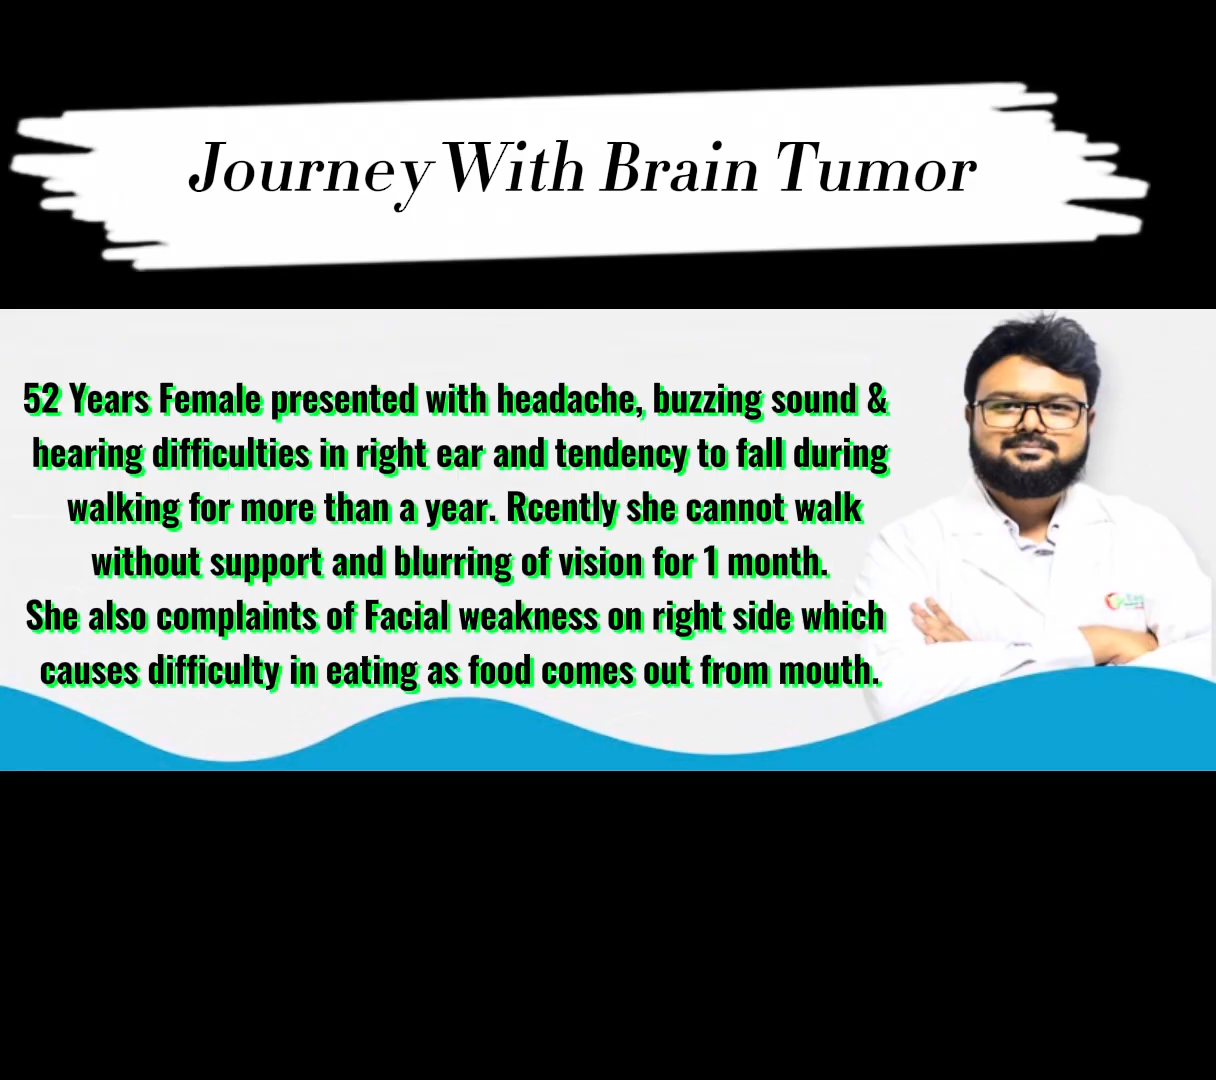 Journey With Brain Tumor
52 Years Female presented with headache, buzzing sound &
hearing difficulties in right ear and tendency to fall during
walking for more than a year. Rcently she cannot walk
without support and blurring of vision for 1 month.
She also complaints of Facial weakness on right side which
causes difficulty in eating as food comes out from mouth.